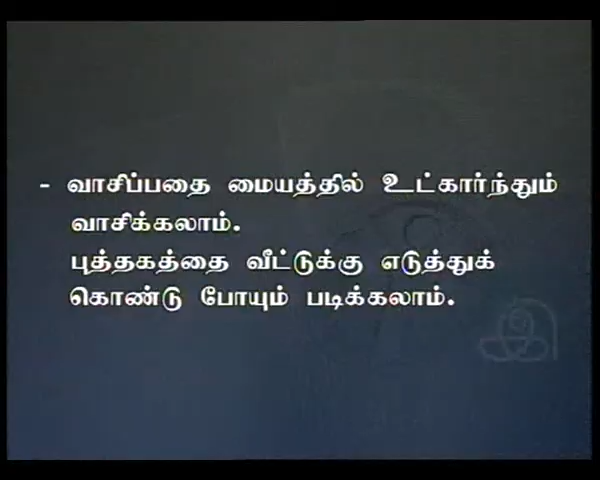 - வாசிப்பதை மையத்தில் உட்கார்ந்தும்
வாசிக்கலாம்.
புத்தகத்தை வீட்டுக்கு எடுத்துக்
கொண்டு போயும் படிக்கலாம்.